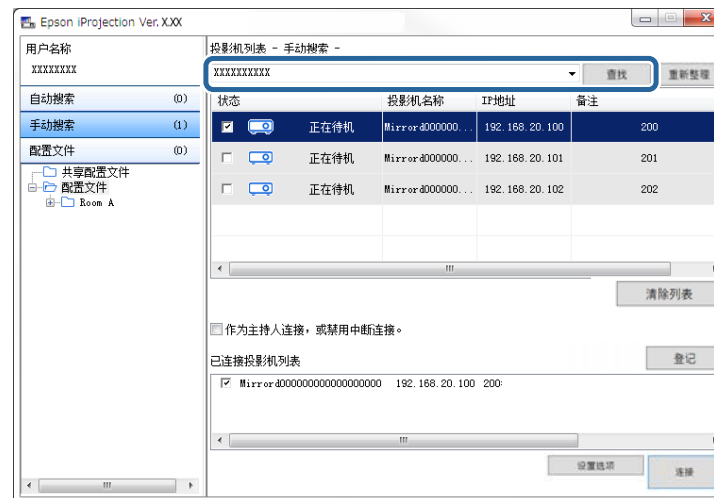 Epson iProjection Ver. X.XX
用户名称
XXXXXXXX
自动搜索 (0)
手动搜索 (1)
配置文件 (0)
共享配置文件
配置文件
Room A
投影机列表 - 手动搜索 -
XXXXXXXXXX 查找 重新整理
状态 投影机名称 IP地址 备注
正在待机 Mirrord000000... 192.168.20.100 200
正在待机 Mirrord000000... 192.168.20.101 201
正在待机 Mirrord000000... 192.168.20.102 202
清除列表
作为主持人连接，或禁用中断连接。
已连接投影机列表 登记
Mirrord000000000000000000 192.168.20.100 200:
设置选项 连接